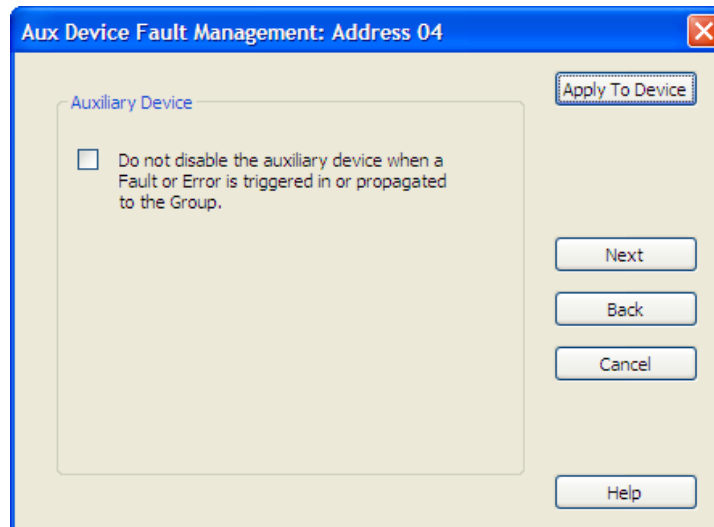 Aux Device Fault Management: Address 04
Apply To Device
Auxiliary Device
Do not disable the auxiliary device when a
Fault or Error is triggered in or propagated
to the Group.
Next
Back
Cancel
Help